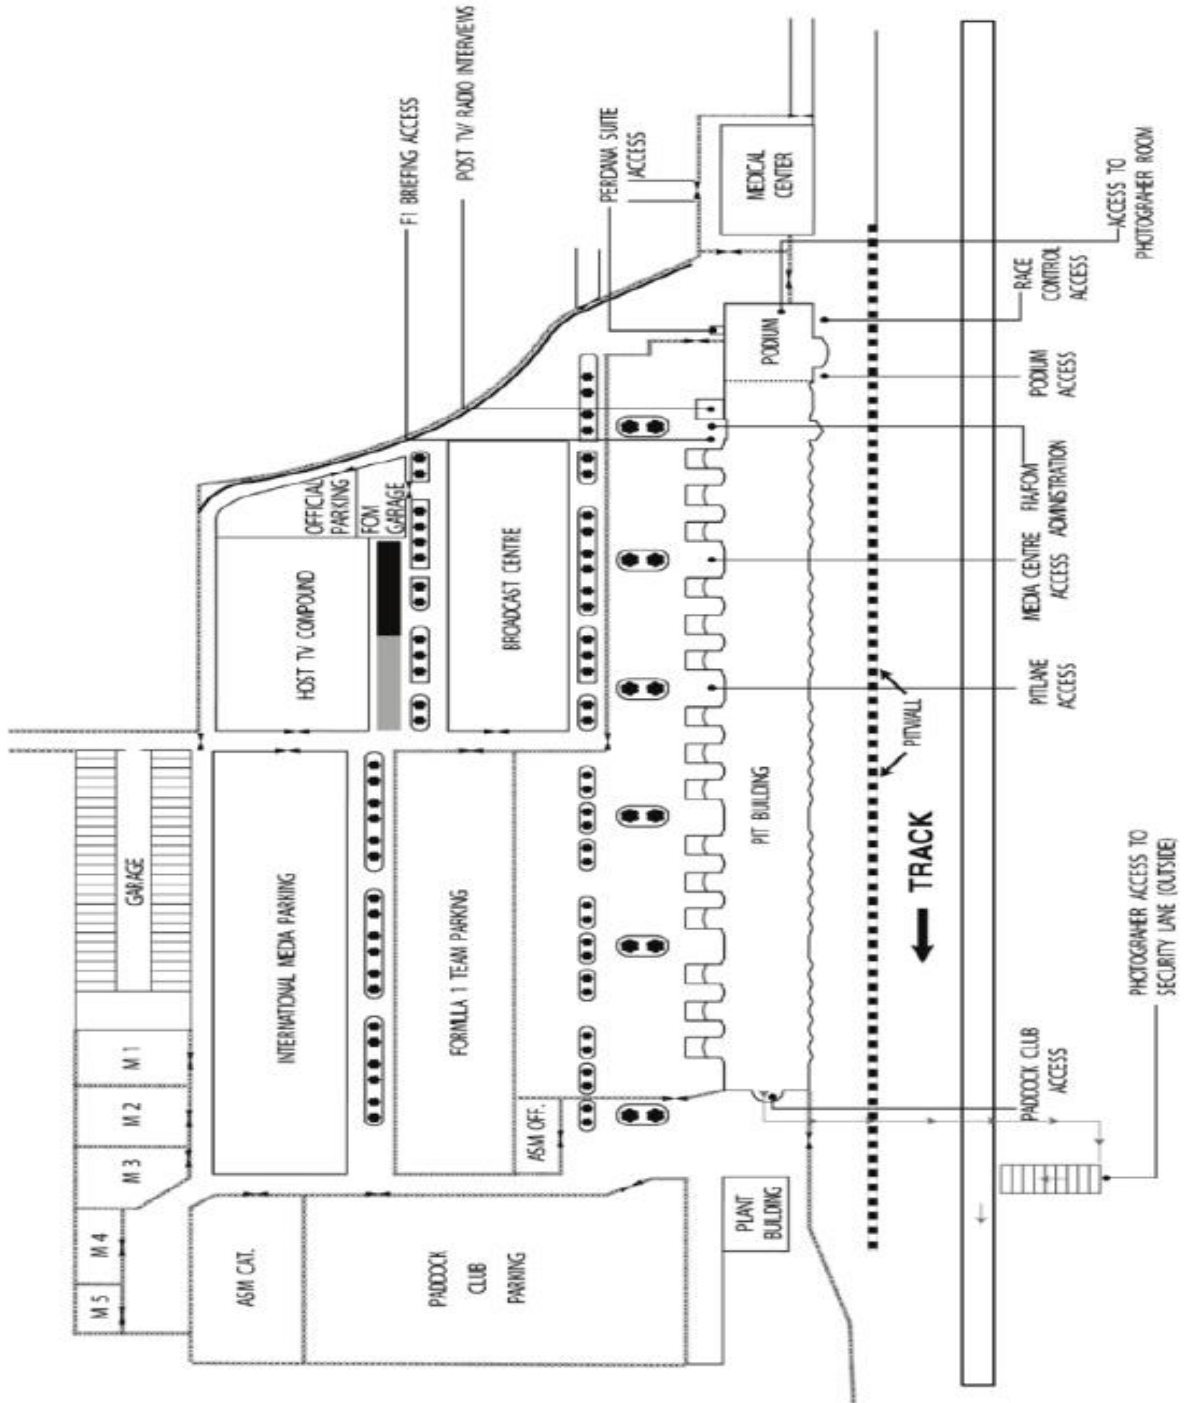 M 5
M 4
M 3
M 2
M 1
GARAGE
ASM CAT.
INTERNATIONAL MEDIA PARKING
HOST TV COMPOUND
OFFICIAL
PARKING
FOM
GARAGE
F1 BRIEFING ACCESS
POST TV/ RADIO INTERVIEWS
PADDOCK
CLUB
PARKING
FORMULA 1 TEAM PARKING
BROADCAST CENTRE
ASM OFF.
PERDANA SUITE
ACCESS
PLANT
BUILDING
PIT BUILDING
PODIUM
MEDICAL
CENTER
TRACK
PITWALL
PADDOCK CLUB
ACCESS
PITLANE
ACCESS
MEDIA CENTRE
ACCESS
FIA/FOM
ADMINISTRATION
PODIUM
ACCESS
RACE
CONTROL
ACCESS
PHOTOGRAHER ACCESS TO
SECURITY LANE (OUTSIDE)
ACCESS TO
PHOTOGRAHER ROOM